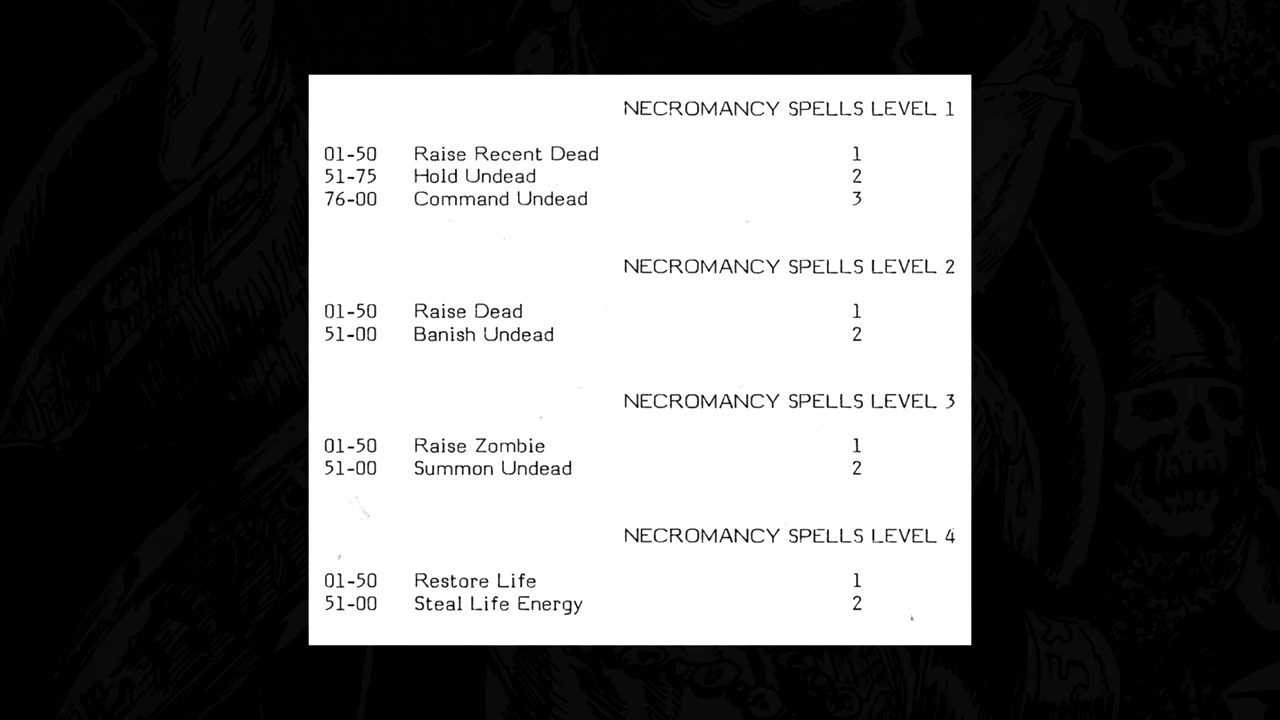 NECROMANCY SPELLS LEVEL 1
01-50 Raise Recent Dead 1
51-75 Hold Undead 2
76-00 Command Undead 3
NECROMANCY SPELLS LEVEL 2
01-50 Raise Dead 1
51-00 Banish Undead 2
NECROMANCY SPELLS LEVEL 3
01-50 Raise Zombie 1
51-00 Summon Undead 2
NECROMANCY SPELLS LEVEL 4
01-50 Restore Life 1
51-00 Steal Life Energy 2